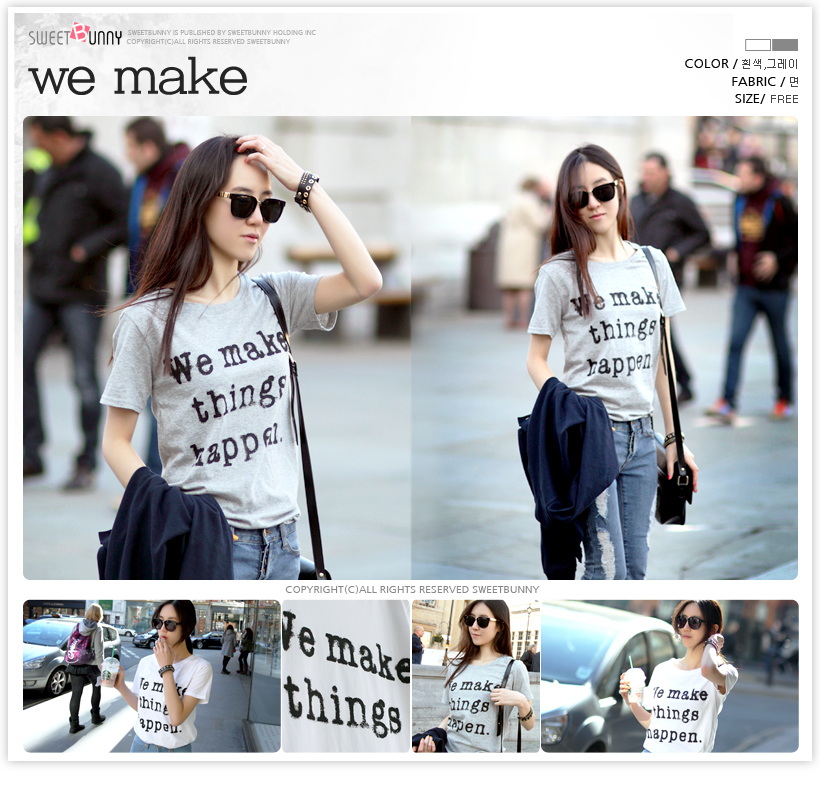 SWEETBUNNY
SWEETBUNNY IS PUBLISHED BY SWEETBUNNY HOLDING INC
COPYRIGHT(C)ALL RIGHTS RESERVED SWEETBUNNY
we make
COLOR / 흰색,그레이
FABRIC / 면
SIZE/ FREE
We make
things
happen.
we make
things
happen.
COPYRIGHT(C)ALL RIGHTS RESERVED SWEETBUNNY
We make
things
happen.
We make
things
we make
things
happen.
We make
things
happen.